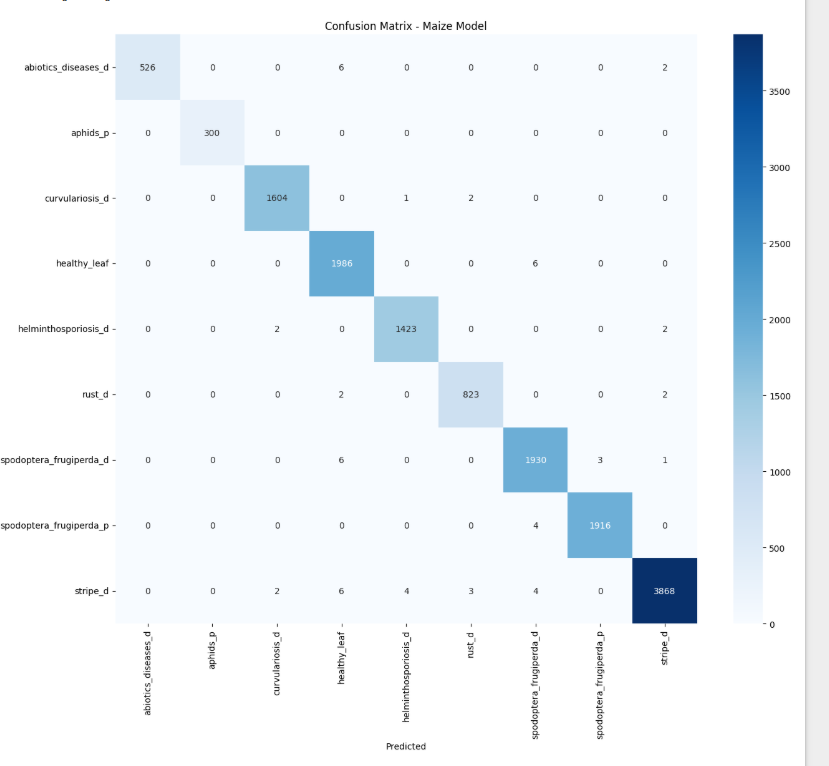 Confusion Matrix - Maize Model
abiotics_diseases_d 526 0 0 6 0 0 0 0 2
aphids_p 0 300 0 0 0 0 0 0 0
curvulariosis_d 0 0 1604 0 1 2 0 0 0
healthy_leaf 0 0 0 1986 0 0 6 0 0
helminthosporiosis_d 0 0 2 0 1423 0 0 0 2
rust_d 0 0 0 2 0 823 0 0 2
spodoptera_frugiperda_d 0 0 0 6 0 0 1930 3 1
spodoptera_frugiperda_p 0 0 0 0 0 0 4 1916 0
stripe_d 0 0 2 6 4 3 4 0 3868
abiotics_diseases_d
aphids_p
curvulariosis_d
healthy_leaf
helminthosporiosis_d
rust_d
spodoptera_frugiperda_d
spodoptera_frugiperda_p
stripe_d
Predicted
3500
3000
2500
2000
1500
1000
500
0